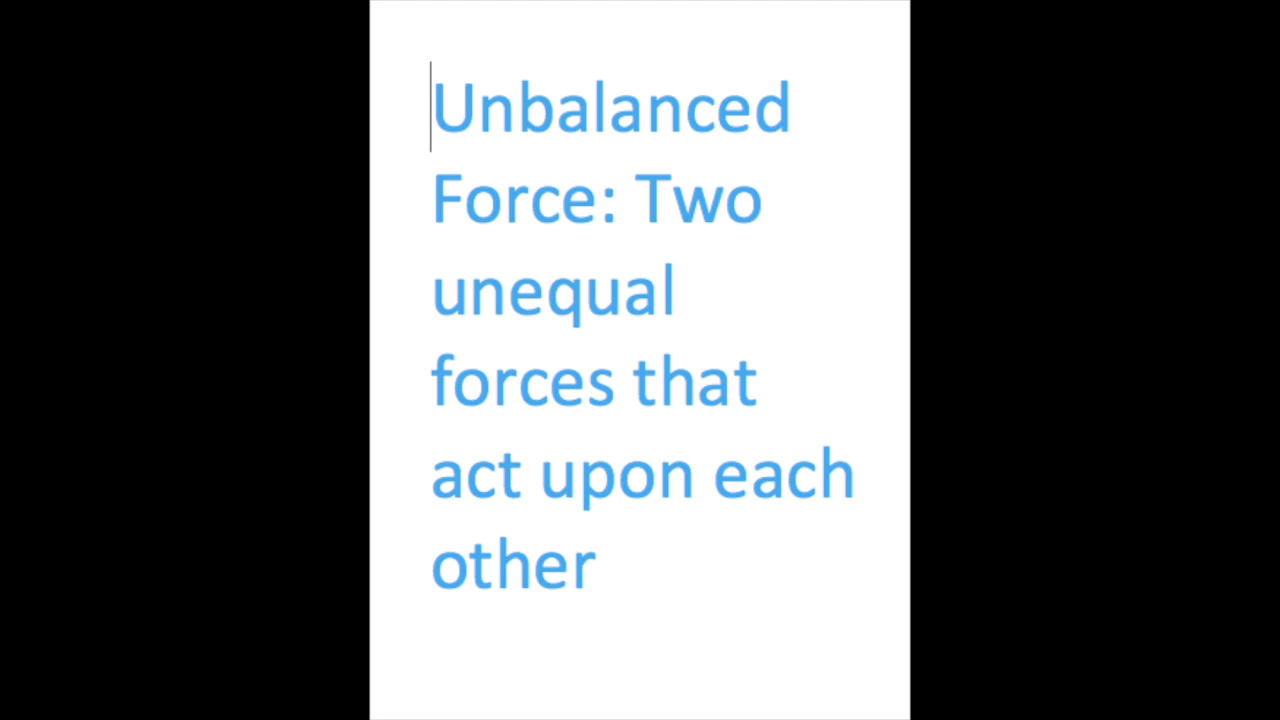 Unbalanced
Force: Two
unequal
forces that
act upon each
other